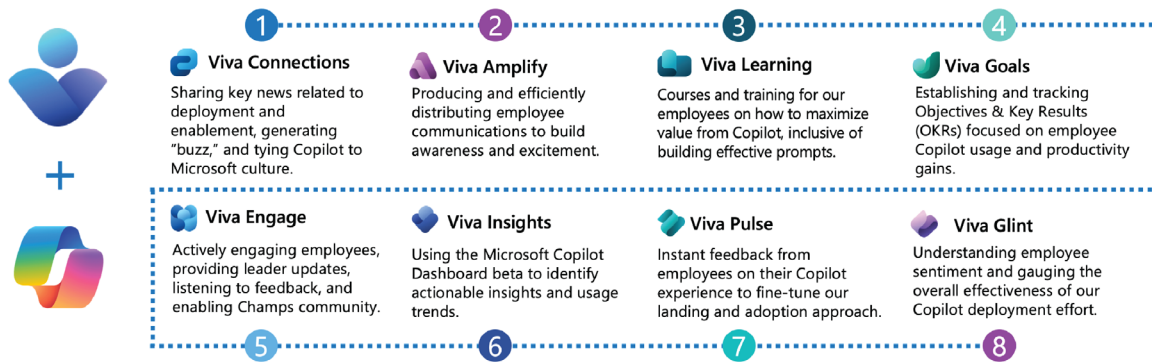 1
2
3
4
Viva Connections
Sharing key news related to
deployment and
enablement, generating
“buzz,” and tying Copilot to
Microsoft culture.
Viva Amplify
Producing and efficiently
distributing employee
communications to build
awareness and excitement.
Viva Learning
Courses and training for our
employees on how to maximize
value from Copilot, inclusive of
building effective prompts.
Viva Goals
Establishing and tracking
Objectives & Key Results
(OKRs) focused on employee
Copilot usage and productivity
gains.
+
Viva Engage
Actively engaging employees,
providing leader updates,
listening to feedback, and
enabling Champs community.
Viva Insights
Using the Microsoft Copilot
Dashboard beta to identify
actionable insights and usage
trends.
Viva Pulse
Instant feedback from
employees on their Copilot
experience to fine-tune our
landing and adoption approach.
Viva Glint
Understanding employee
sentiment and gauging the
overall effectiveness of our
Copilot deployment effort.
5
6
7
8